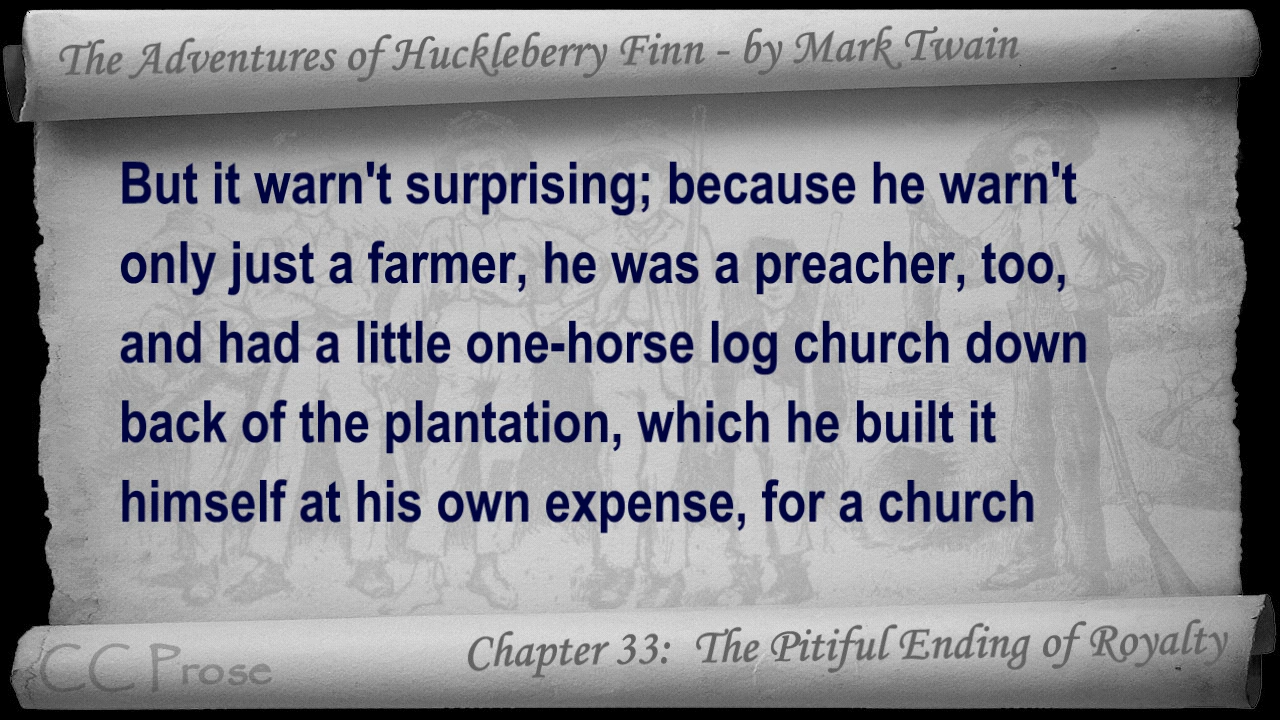 The Adventures of Huckleberry Finn - by Mark Twain
But it warn't surprising; because he warn't
only just a farmer, he was a preacher, too,
and had a little one-horse log church down
back of the plantation, which he built it
himself at his own expense, for a church
Chapter 33: The Pitiful Ending of Royalty
CC Prose